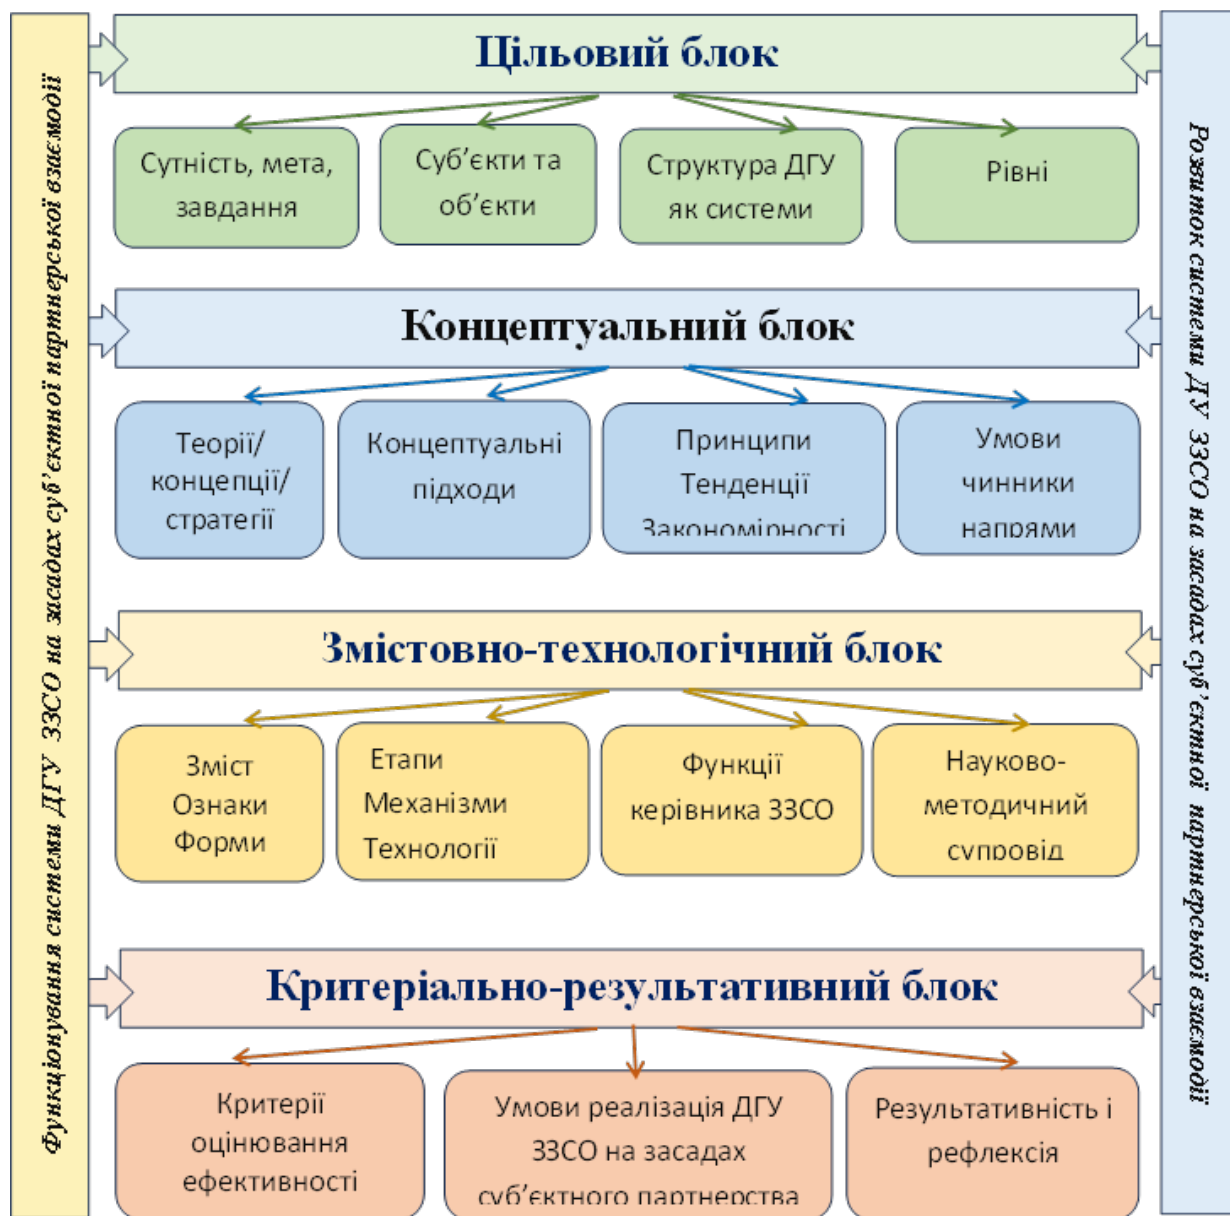 Функціонування системи ДГУ ЗЗСО на засадах суб’єктної партнерської взаємодії
Цільовий блок
Сутність, мета,
завдання
Суб’єкти та
об’єкти
Структура ДГУ
як системи
Рівні
Концептуальний блок
Теорії/
концепції/
стратегії
Концептуальні
підходи
Принципи
Тенденції
Закономірності
Умови
чинники
напрями
Змістовно-технологічний блок
Зміст
Ознаки
Форми
Етапи
Механізми
Технології
Функції
керівника ЗЗСО
Науково-
методичний
супровід
Критеріально-результативний блок
Критерії
оцінювання
ефективності
Умови реалізація ДГУ
ЗЗСО на засадах
суб’єктного партнерства
Результативність і
рефлексія
Розвиток системи ДУ ЗЗСО на засадах суб’єктної партнерської взаємодії